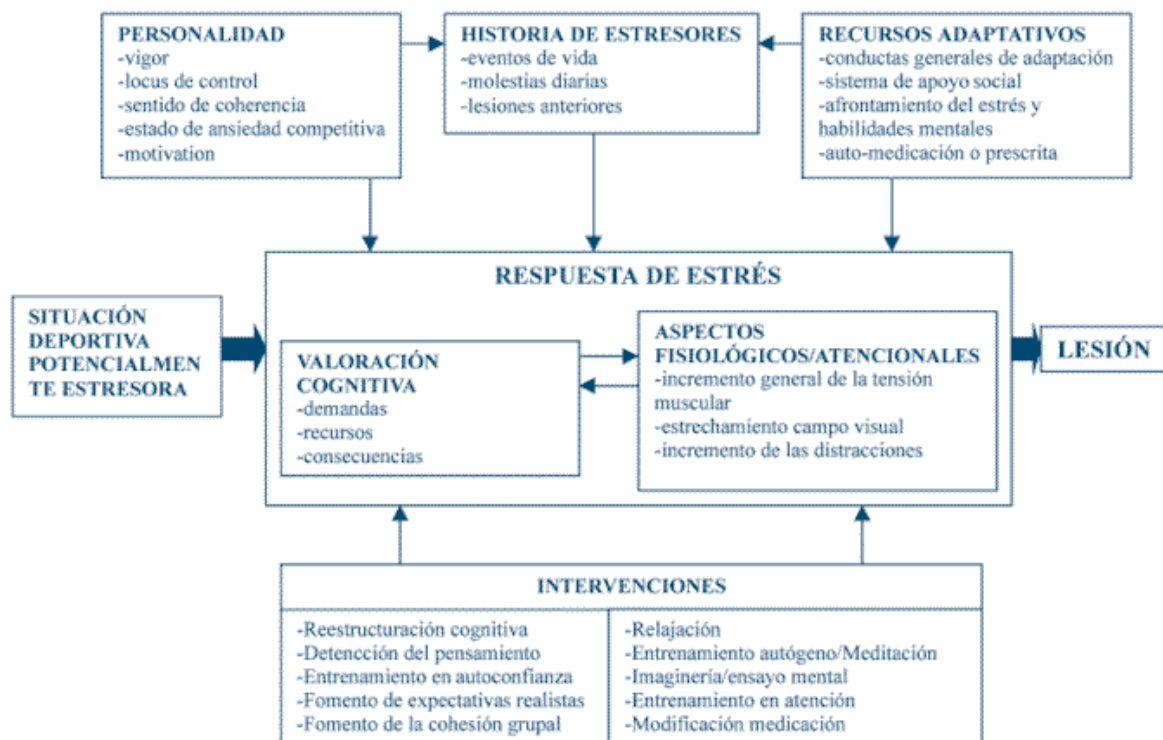 PERSONALIDAD
-vigor
-locus de control
-sentido de coherencia
-estado de ansiedad competitiva
-motivation
HISTORIA DE ESTRESORES
-eventos de vida
-molestias diarias
-lesiones anteriores
RECURSOS ADAPTATIVOS
-conductas generales de adaptación
-sistema de apoyo social
-afrontamiento del estrés y
habilidades mentales
-auto-medicación o prescrita
RESPUESTA DE ESTRÉS
SITUACIÓN
DEPORTIVA
POTENCIALMEN
TE ESTRESORA
VALORACIÓN
COGNITIVA
-demandas
-recursos
-consecuencias
ASPECTOS
FISIOLÓGICOS/ATENCIONALES
-incremento general de la tensión
muscular
-estrechamiento campo visual
-incremento de las distracciones
LESIÓN
INTERVENCIONES
-Reestructuración cognitiva
-Detencción del pensamiento
-Entrenamiento en autoconfianza
-Fomento de expectativas realistas
-Fomento de la cohesión grupal
-Relajación
-Entrenamiento autógeno/Meditación
-Imaginería/ensayo mental
-Entrenamiento en atención
-Modificación medicación